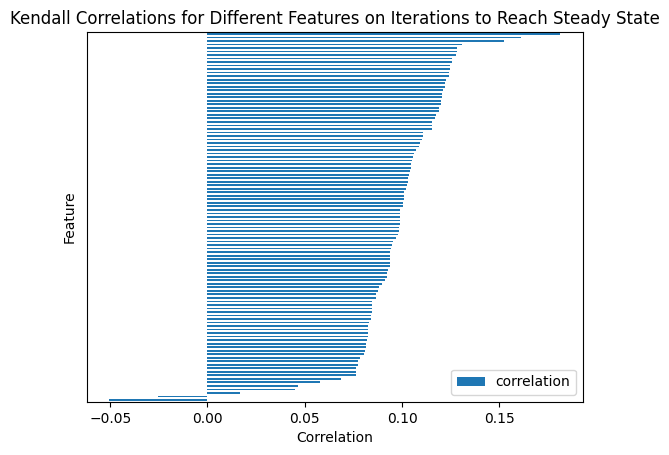 Kendall Correlations for Different Features on Iterations to Reach Steady State
Feature
correlation
−0.05 0.00 0.05 0.10 0.15
Correlation